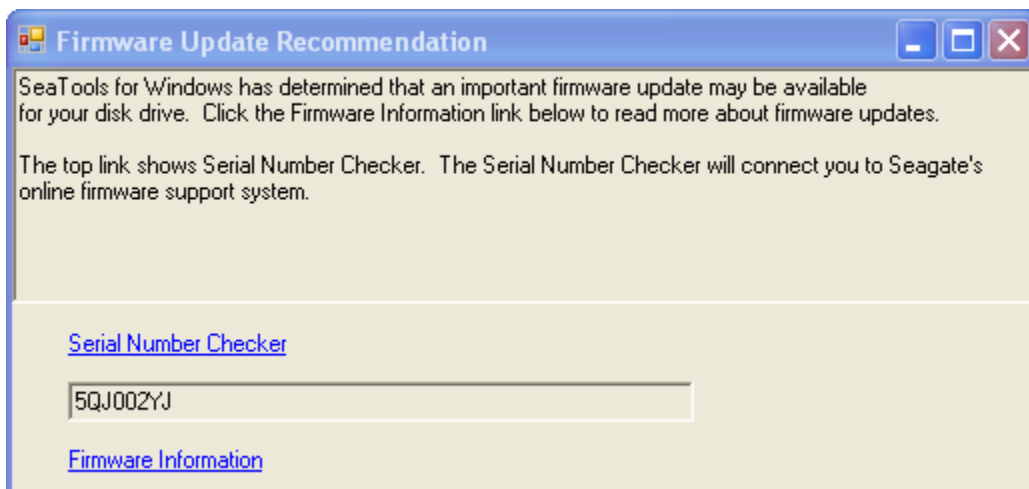 Firmware Update Recommendation
SeaTools for Windows has determined that an important firmware update may be available
for your disk drive.  Click the Firmware Information link below to read more about firmware updates.
The top link shows Serial Number Checker.  The Serial Number Checker will connect you to Seagate's
online firmware support system.
Serial Number Checker
5QJ002YJ
Firmware Information